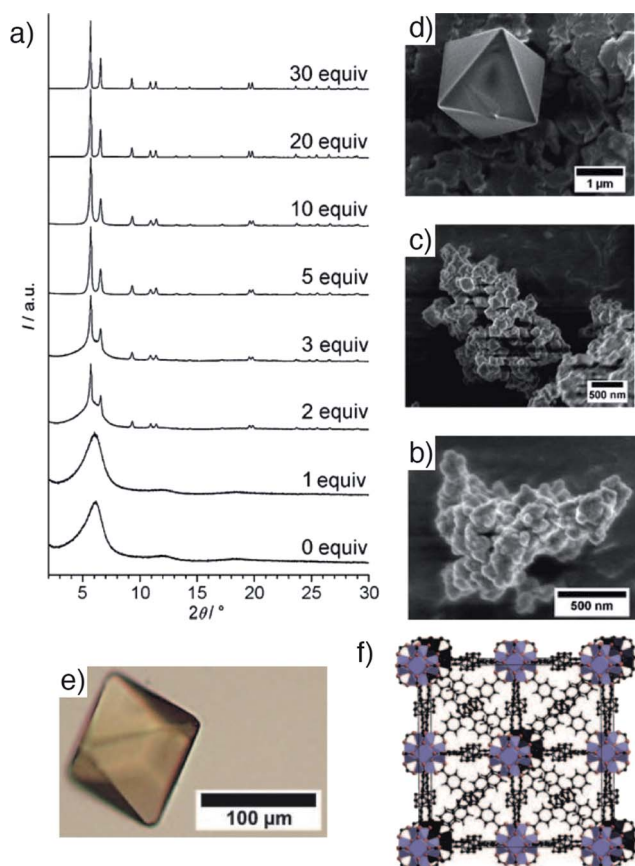 a)
30 equiv
20 equiv
10 equiv
5 equiv
3 equiv
2 equiv
1 equiv
0 equiv
I / a.u.
5 10 15 20 25 30
2θ/ °
d)
1 µm
c)
500 nm
b)
500 nm
e)
100 µm
f)